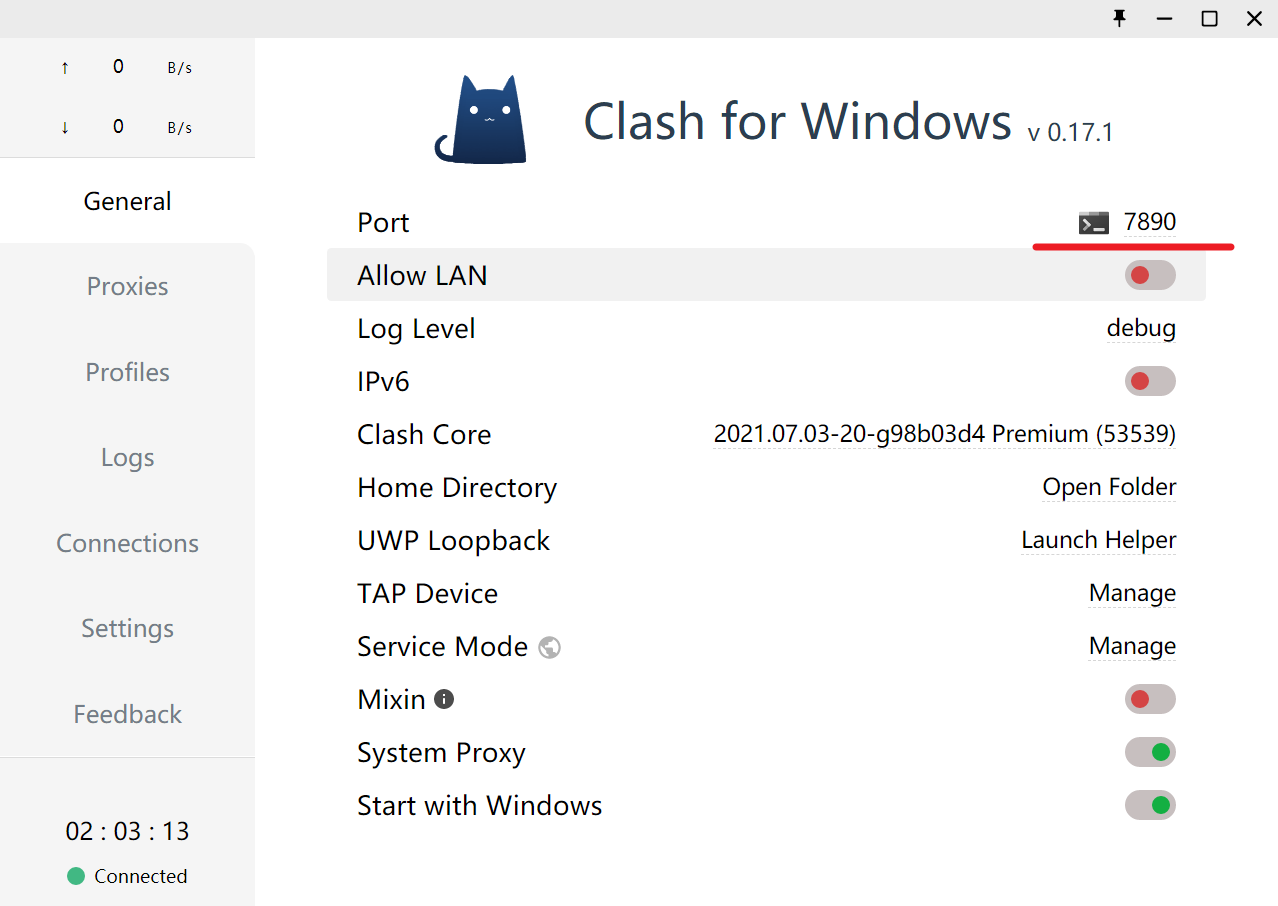 ↑ 0 B/s
↓ 0 B/s
General
Proxies
Profiles
Logs
Connections
Settings
Feedback
02 : 03 : 13
Connected
Clash for Windows v 0.17.1
Port 7890
Allow LAN
Log Level debug
IPv6
Clash Core 2021.07.03-20-g98b03d4 Premium (53539)
Home Directory Open Folder
UWP Loopback Launch Helper
TAP Device Manage
Service Mode Manage
Mixin
System Proxy
Start with Windows